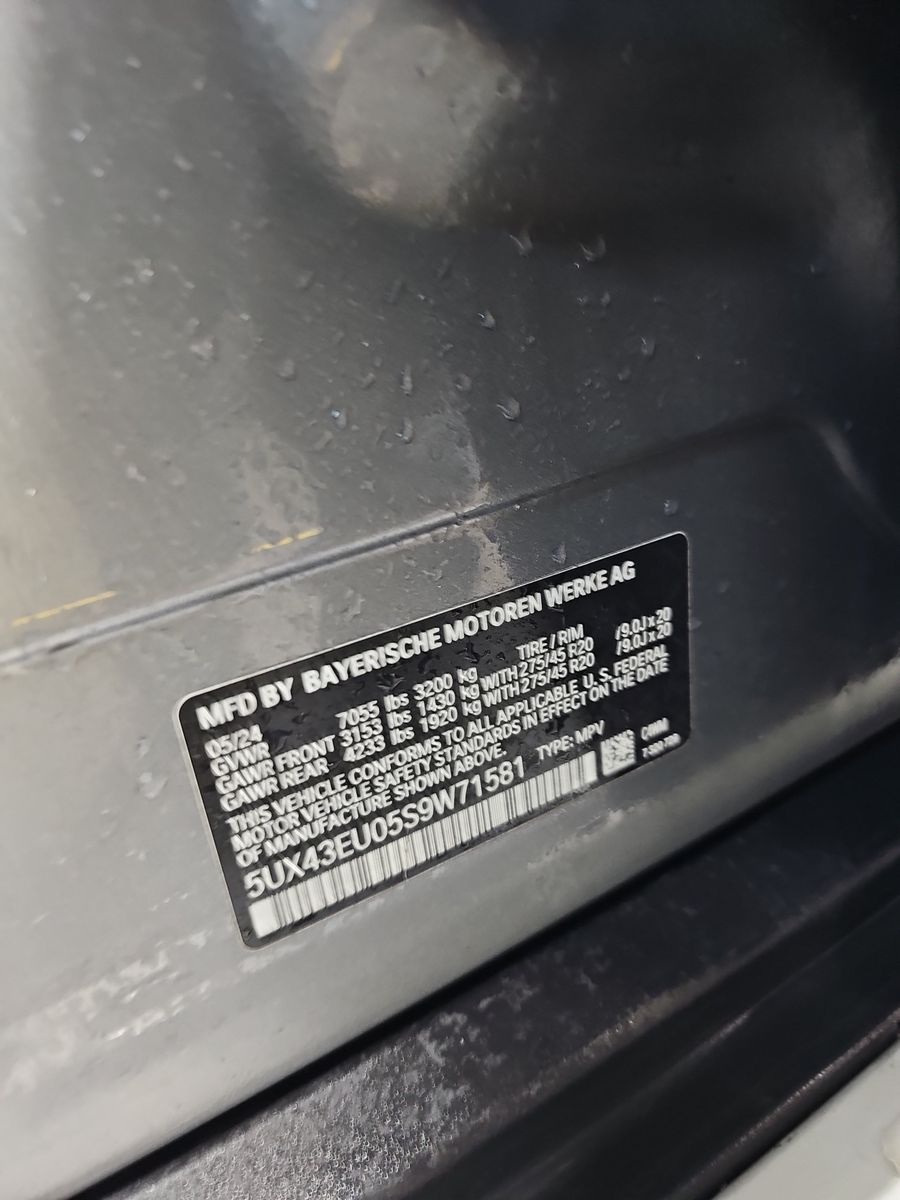 MFD BY BAYERISCHE MOTOREN WERKE AG
05/24 TIRE / RIM
GVWR 7055 lbs 3200 kg
GAWR FRONT 3153 lbs 1430 kg WITH 275/45 R20 /9.0J x 20
GAWR REAR 4233 lbs 1920 kg WITH 275/45 R20 /9.0J x 20
THIS VEHICLE CONFORMS TO ALL APPLICABLE U. S. FEDERAL
MOTOR VEHICLE SAFETY STANDARDS IN EFFECT ON THE DATE
OF MANUFACTURE SHOWN ABOVE.
5UX43EU05S9W71581 TYPE: MPV